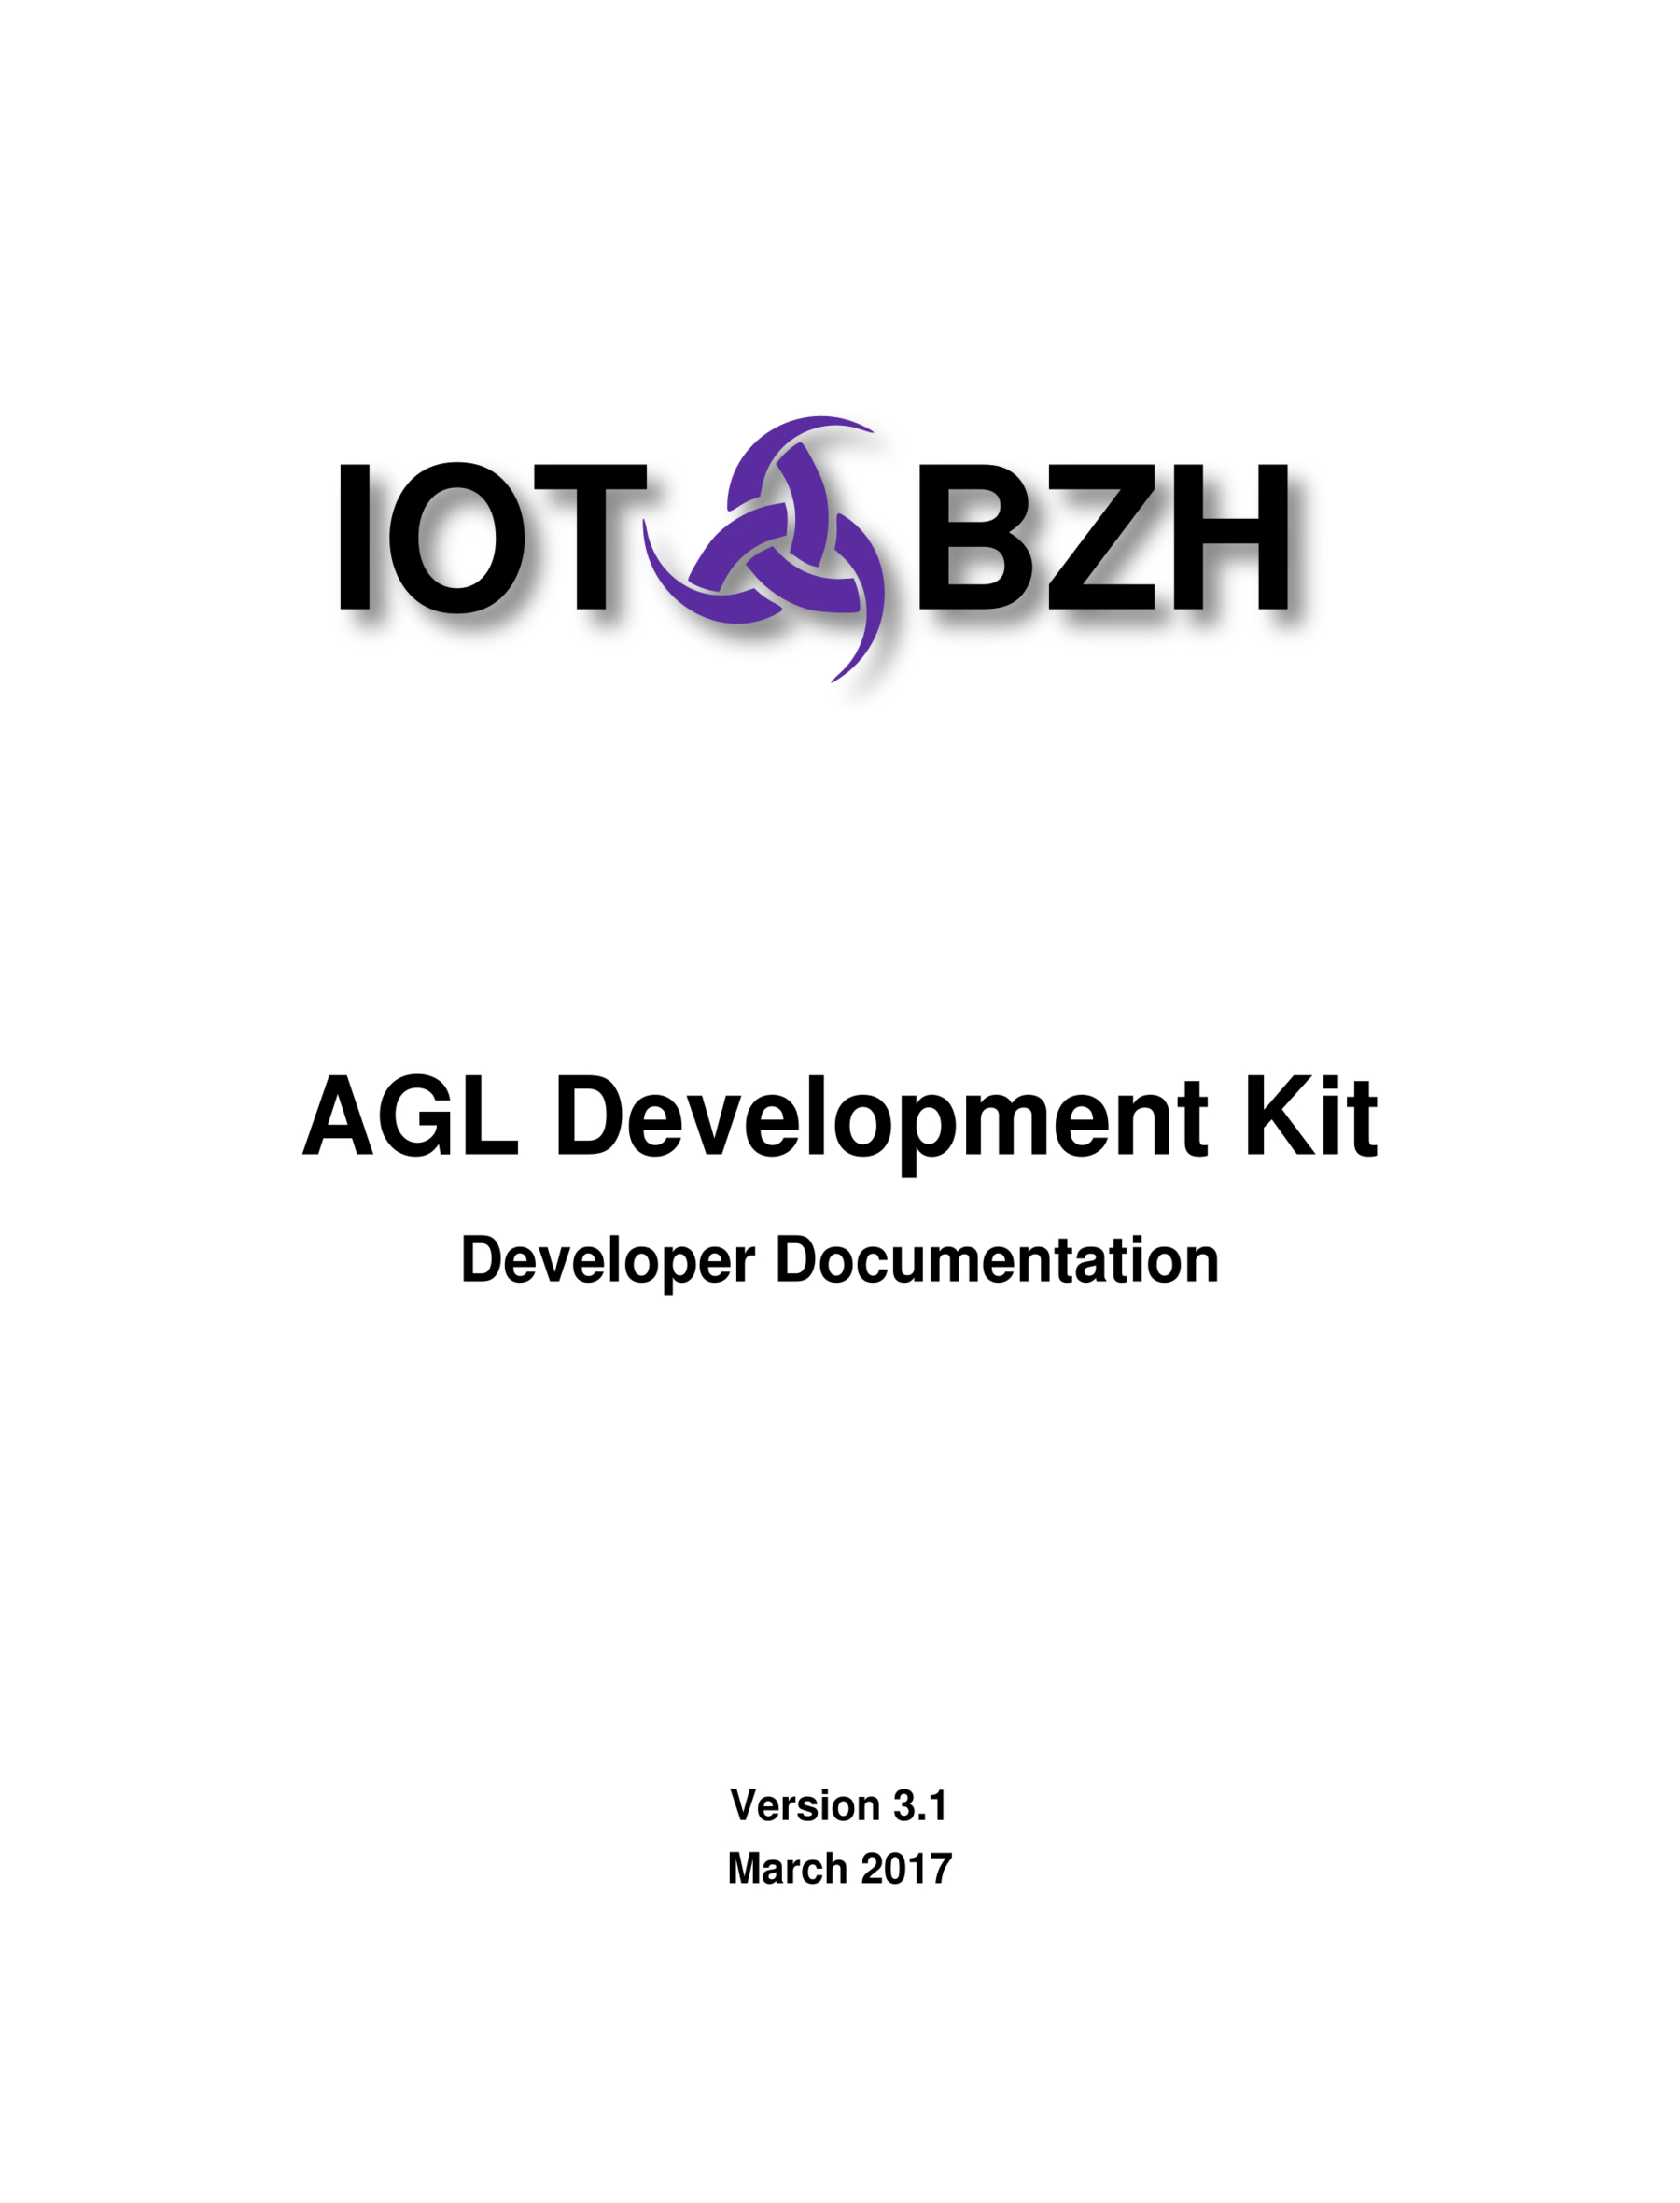 IOT BZH
AGL Development Kit
Developer Documentation
Version 3.1
March 2017